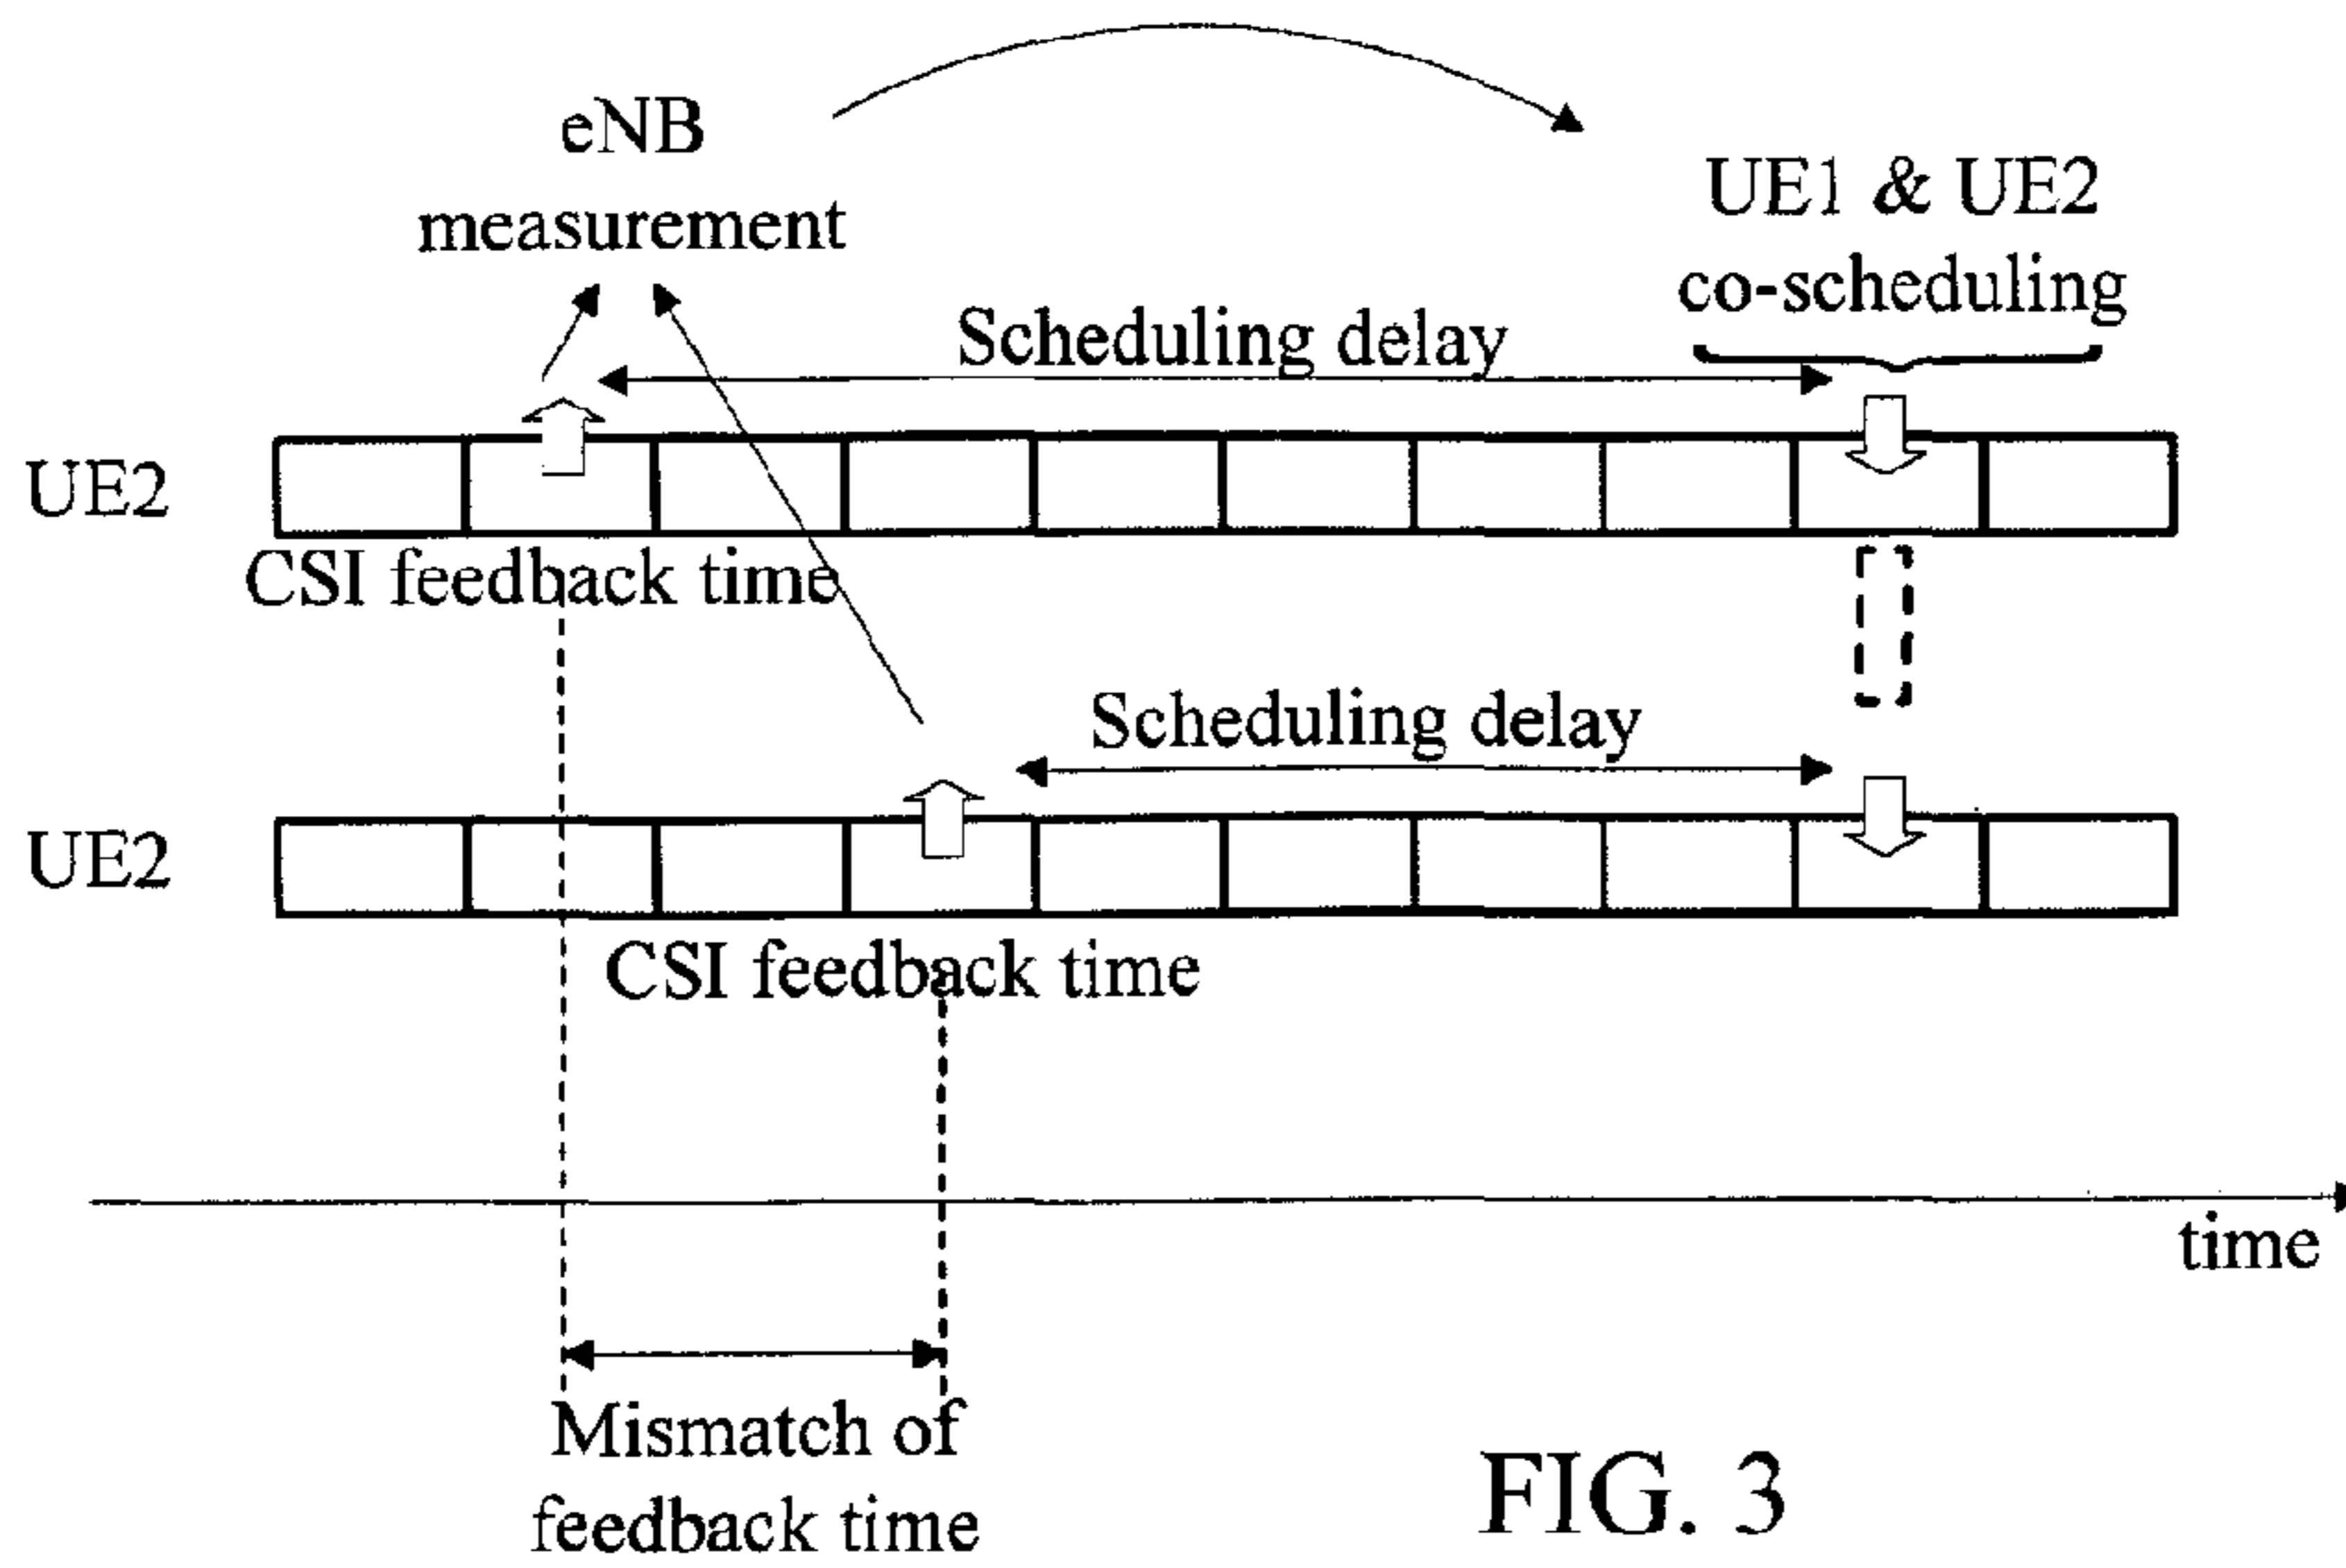 eNB
measurement
UE1 & UE2
co-scheduling
Scheduling delay
UE2
CSI feedback time
Scheduling delay
UE2
CSI feedback time
time
Mismatch of
feedback time
FIG. 3